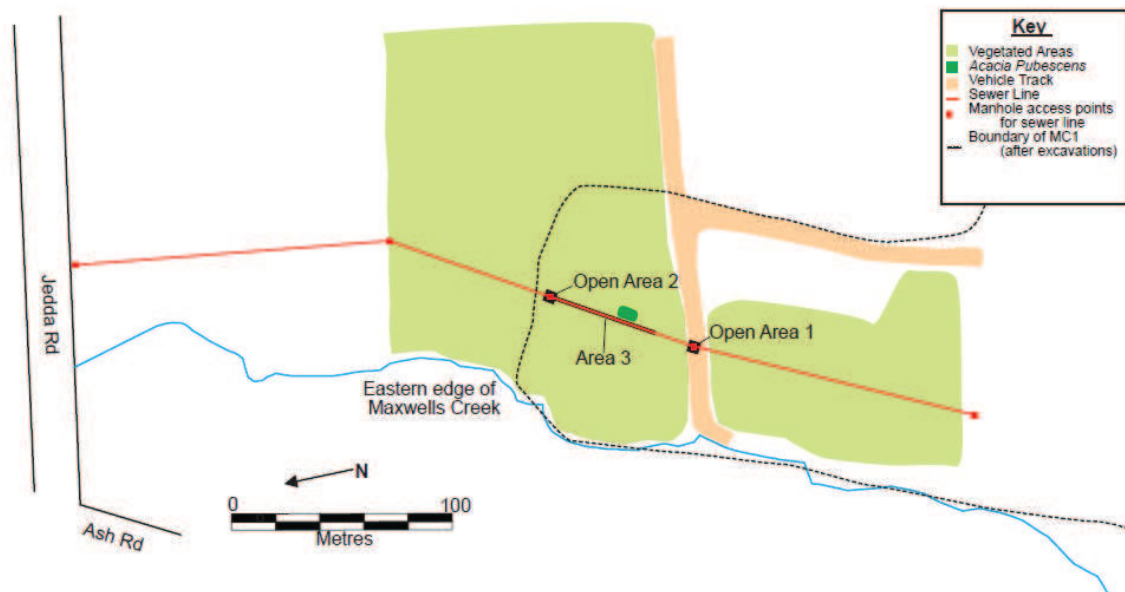 Key
Vegetated Areas
Acacia Pubescens
Vehicle Track
Sewer Line
Manhole access points
for sewer line
Boundary of MC1
(after excavations)
Open Area 2
Open Area 1
Area 3
Jedda Rd
Eastern edge of
Maxwells Creek
N
0
100
Metres
Ash Rd